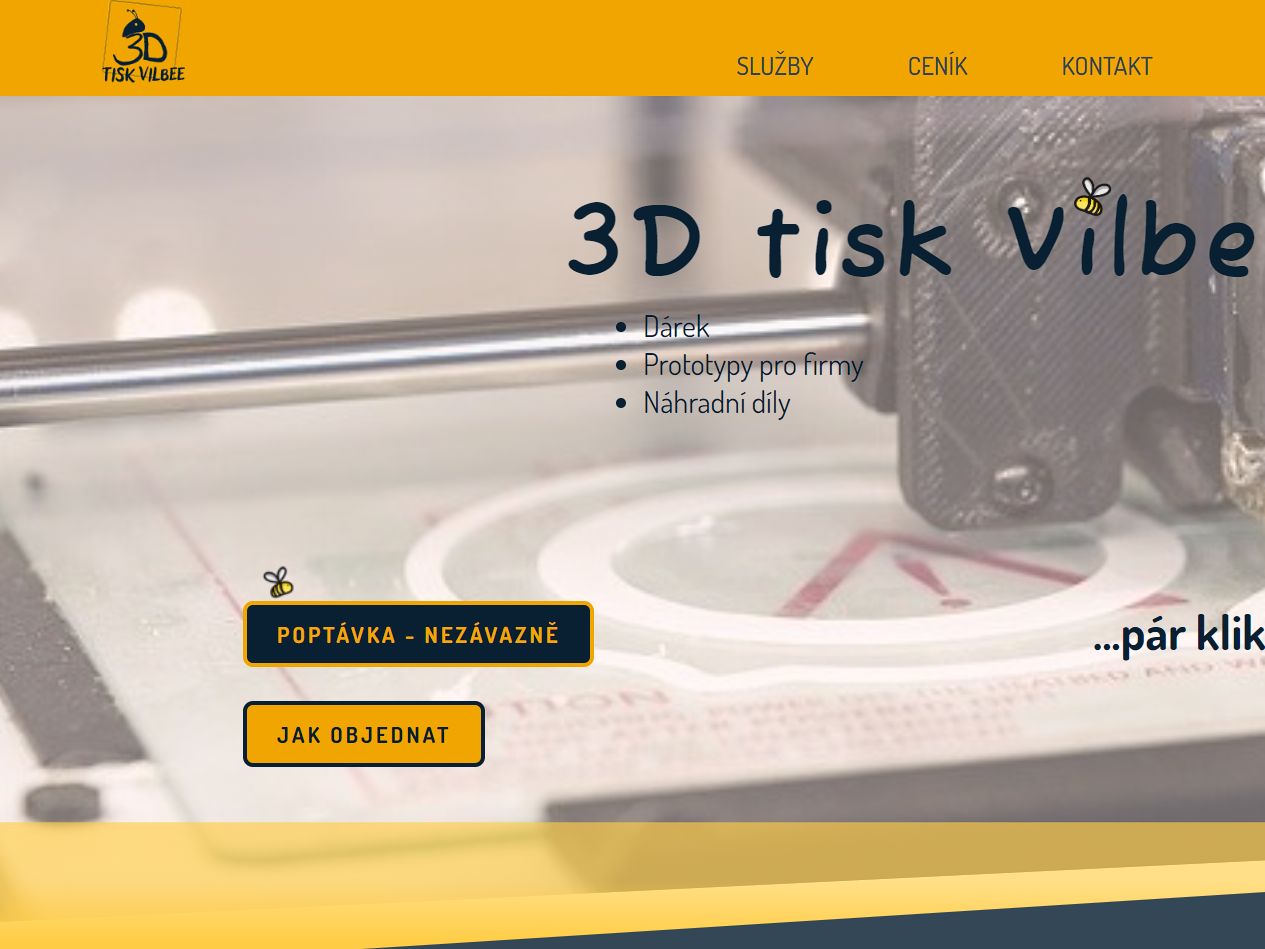 3D
TISK VILBEE
SLUŽBY CENÍK KONTAKT
3D tisk Vilbe
Dárek
Prototypy pro firmy
Náhradní díly
POPTÁVKA - NEZÁVAZNĚ
...pár klik
JAK OBJEDNAT